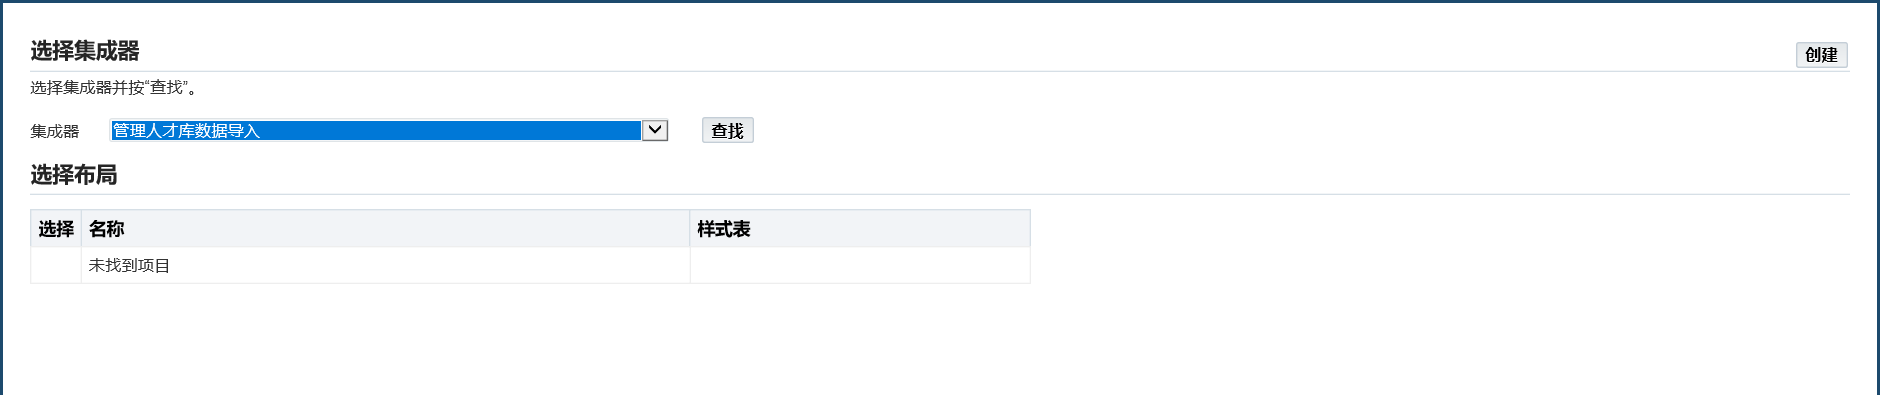 选择集成器
创建
选择集成器并按“查找”。
集成器 管理人才库数据导入 查找
选择布局
选择 名称 样式表
未找到项目